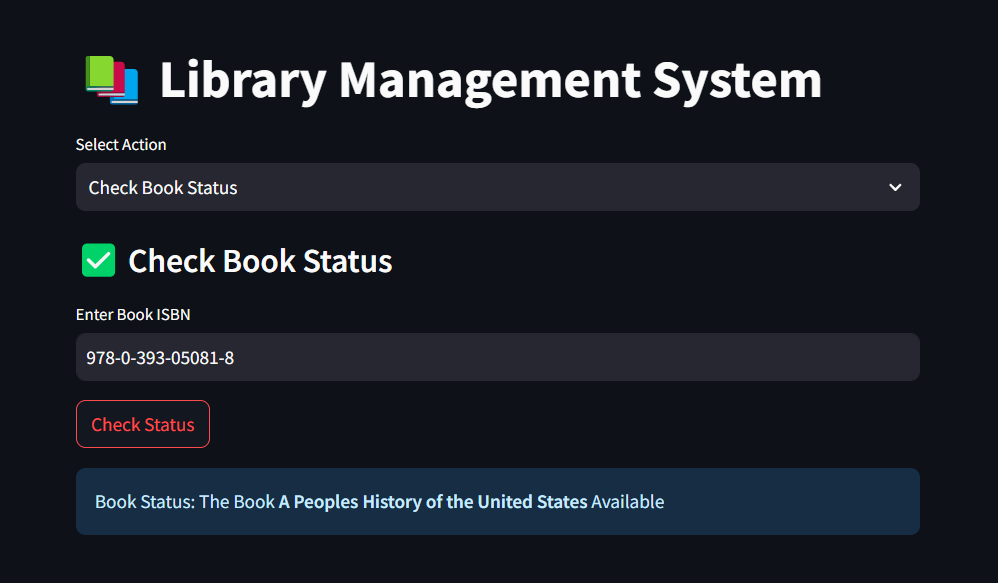 Library Management System
Select Action
Check Book Status
Check Book Status
Enter Book ISBN
978-0-393-05081-8
Check Status
Book Status: The Book A Peoples History of the United States Available